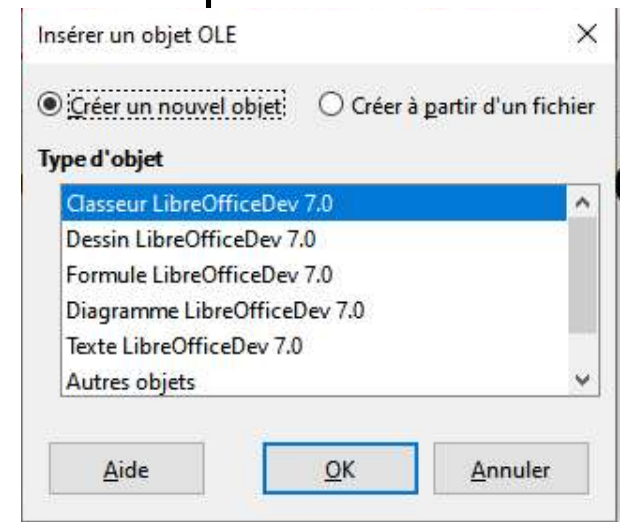 Insérer un objet OLE
Créer un nouvel objet Créer à partir d'un fichier
Type d'objet
Classeur LibreOfficeDev 7.0
Dessin LibreOfficeDev 7.0
Formule LibreOfficeDev 7.0
Diagramme LibreOfficeDev 7.0
Texte LibreOfficeDev 7.0
Autres objets
Aide OK Annuler